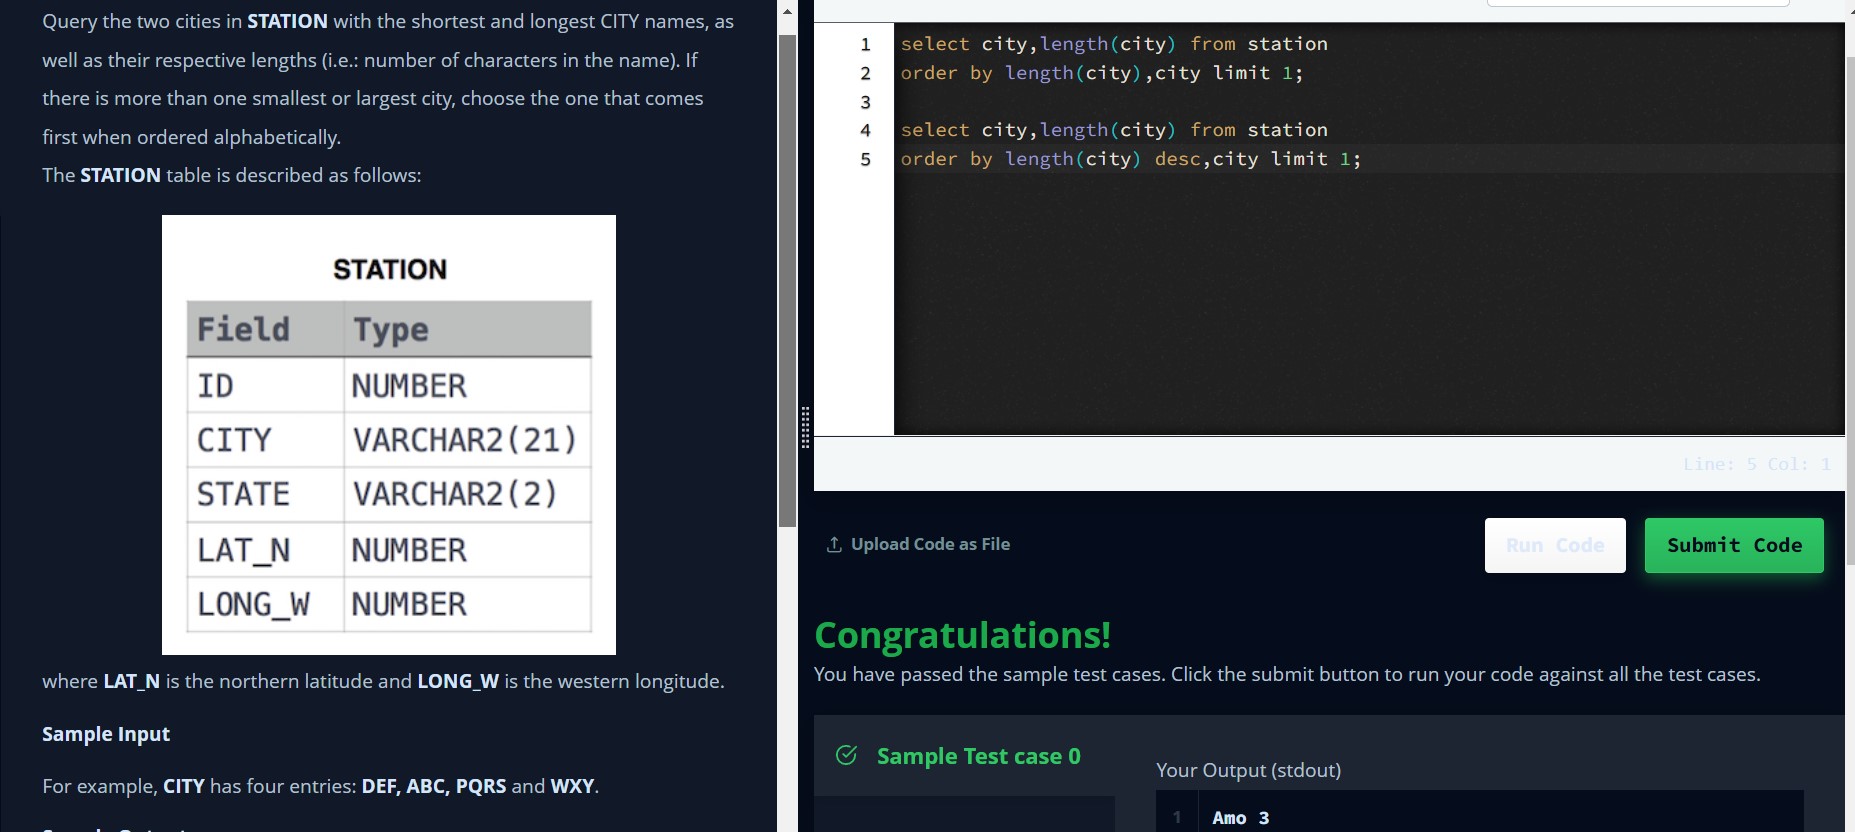 Query the two cities in STATION with the shortest and longest CITY names, as
well as their respective lengths (i.e.: number of characters in the name). If
there is more than one smallest or largest city, choose the one that comes
first when ordered alphabetically.
The STATION table is described as follows:
STATION
Field Type
ID NUMBER
CITY VARCHAR2(21)
STATE VARCHAR2(2)
LAT_N NUMBER
LONG_W NUMBER
where LAT_N is the northern latitude and LONG_W is the western longitude.
Sample Input
For example, CITY has four entries: DEF, ABC, PQRS and WXY.
1 select city,length(city) from station
2 order by length(city),city limit 1;
3
4 select city,length(city) from station
5 order by length(city) desc,city limit 1;
Line: 5 Col: 1
Upload Code as File
Run Code
Submit Code
Congratulations!
You have passed the sample test cases. Click the submit button to run your code against all the test cases.
Sample Test case 0
Your Output (stdout)
1 Amo 3